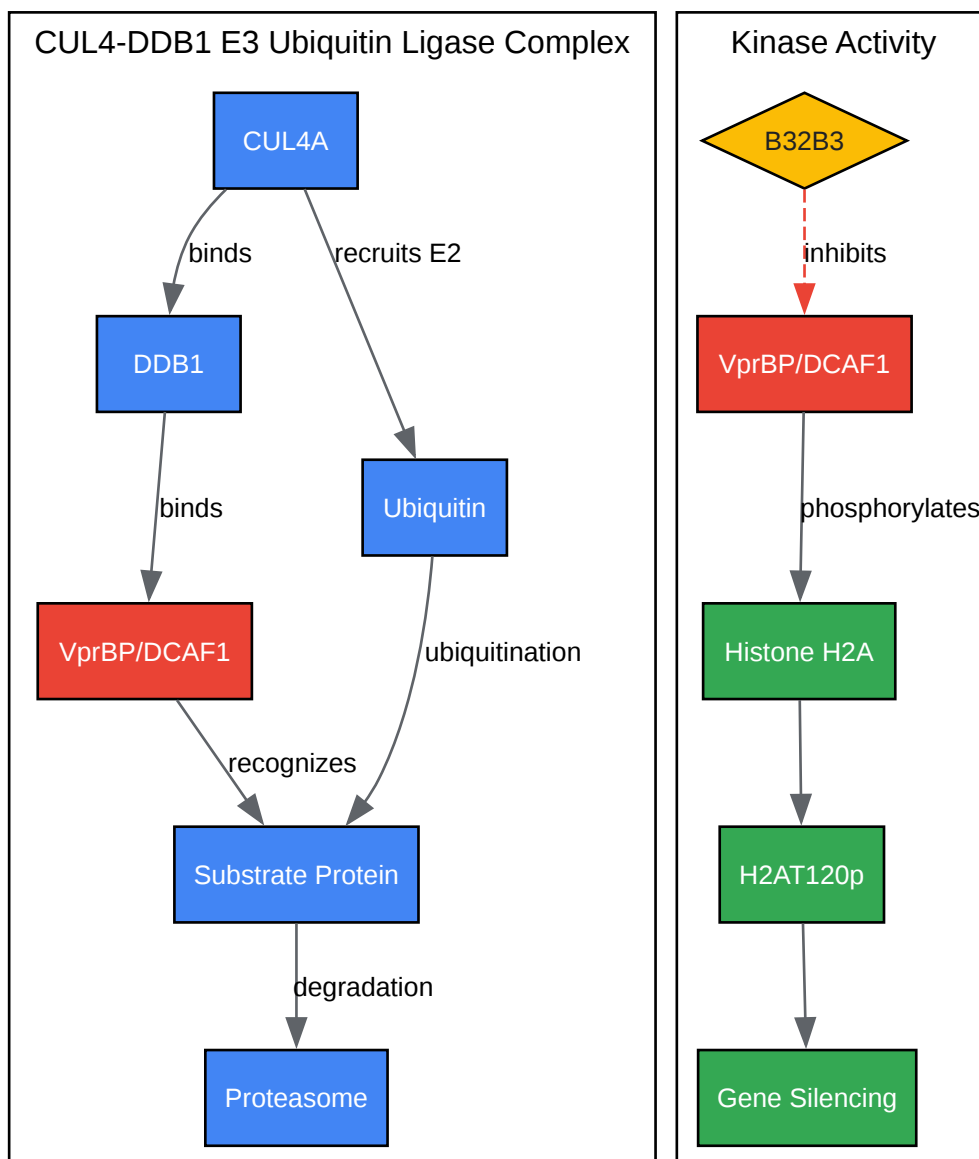 CUL4-DDB1 E3 Ubiquitin Ligase Complex
CUL4A
binds
recruits E2
DDB1
binds
Ubiquitin
VprBP/DCAF1
ubiquitination
recognizes
Substrate Protein
degradation
Proteasome
Kinase Activity
B32B3
inhibits
VprBP/DCAF1
phosphorylates
Histone H2A
H2AT120p
Gene Silencing